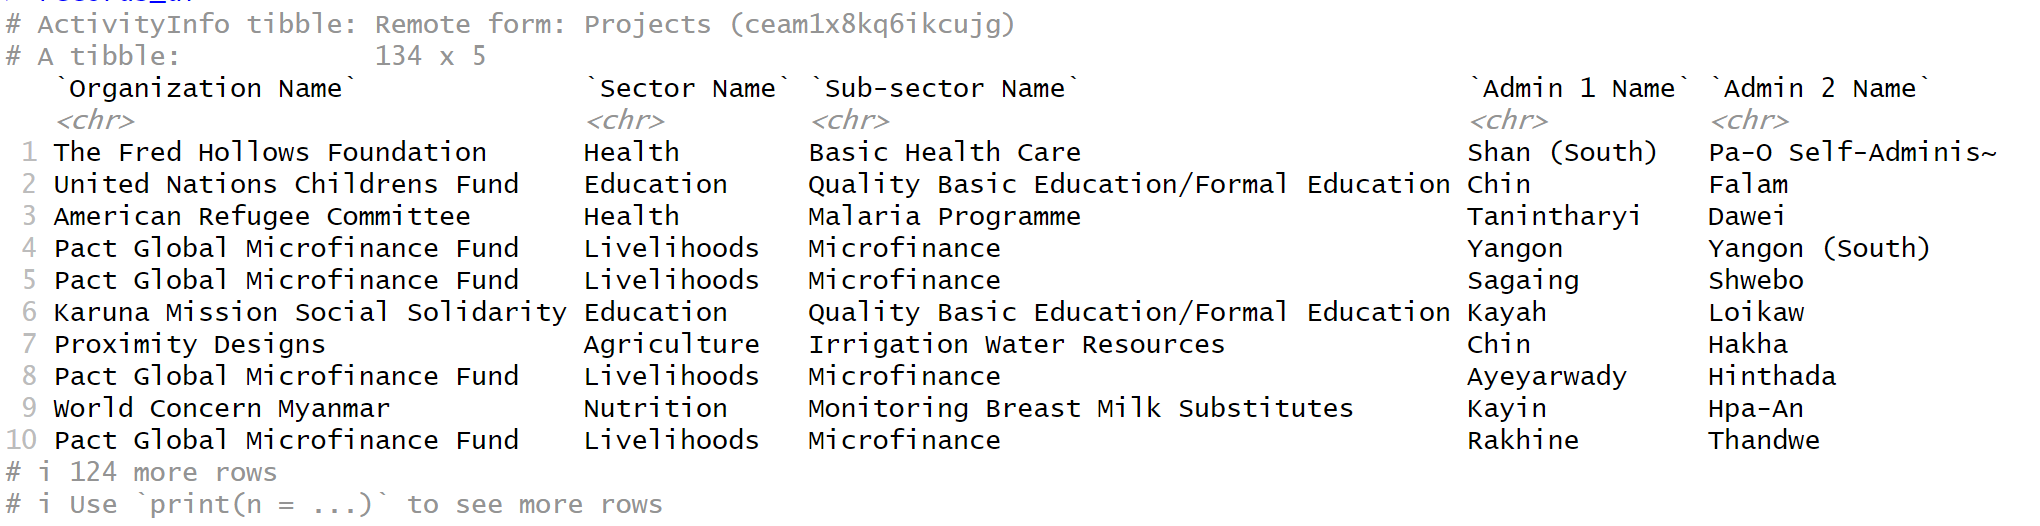 # ActivityInfo tibble: Remote form: Projects (ceam1x8kq6ikcujg)
# A tibble: 134 x 5
`Organization Name` `Sector Name` `Sub-sector Name` `Admin 1 Name` `Admin 2 Name`
<chr> <chr> <chr> <chr> <chr>
1 The Fred Hollows Foundation Health Basic Health Care Shan (South) Pa-O Self-Adminis~
2 United Nations Childrens Fund Education Quality Basic Education/Formal Education Chin Falam
3 American Refugee Committee Health Malaria Programme Tanintharyi Dawei
4 Pact Global Microfinance Fund Livelihoods Microfinance Yangon Yangon (South)
5 Pact Global Microfinance Fund Livelihoods Microfinance Sagaing Shwebo
6 Karuna Mission Social Solidarity Education Quality Basic Education/Formal Education Kayah Loikaw
7 Proximity Designs Agriculture Irrigation Water Resources Chin Hakha
8 Pact Global Microfinance Fund Livelihoods Microfinance Ayeyarwady Hinthada
9 World Concern Myanmar Nutrition Monitoring Breast Milk Substitutes Kayin Hpa-An
10 Pact Global Microfinance Fund Livelihoods Microfinance Rakhine Thandwe
# i 124 more rows
# i Use `print(n = ...)` to see more rows